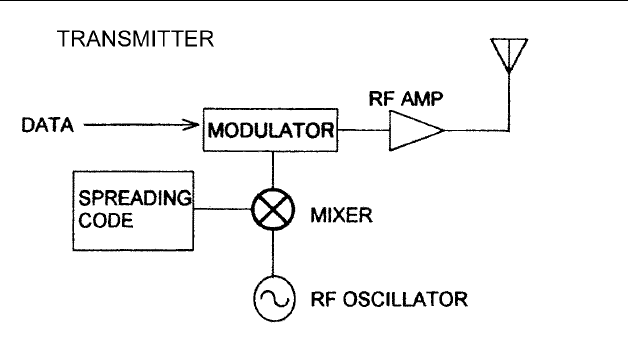 TRANSMITTER
RF AMP
DATA
MODULATOR
SPREADING
CODE
MIXER
RF OSCILLATOR